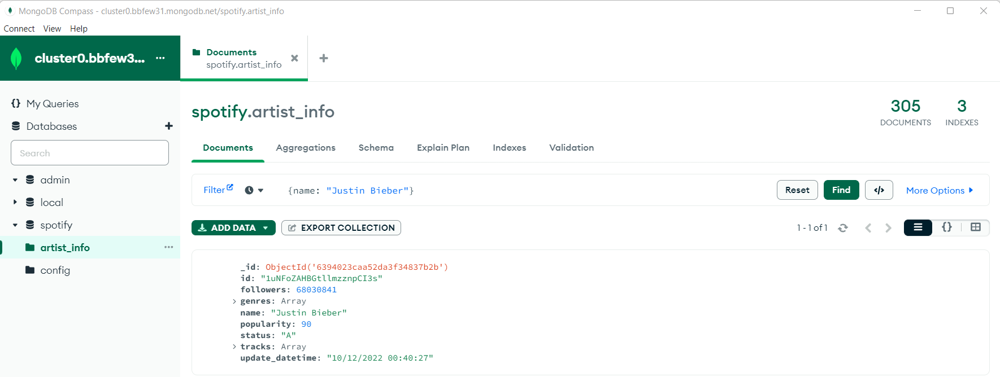 MongoDB Compass - cluster0.bbfew31.mongodb.net/spotify.artist_info
Connect View Help
cluster0.bbfew3... ...
Documents
spotify.artist_info
My Queries
Databases
Search
admin
local
spotify
artist_info ...
config
spotify.artist_info
305
DOCUMENTS
3
INDEXES
Documents Aggregations Schema Explain Plan Indexes Validation
Filter {name: "Justin Bieber"} Reset Find </> More Options
ADD DATA EXPORT COLLECTION 1 - 1 of 1 {}
_id: ObjectId('6394023caa52da3f34837b2b')
id: "1uNFoZAHBGtllmzznpCI3s"
followers: 68030841
genres: Array
name: "Justin Bieber"
popularity: 90
status: "A"
tracks: Array
update_datetime: "10/12/2022 00:40:27"